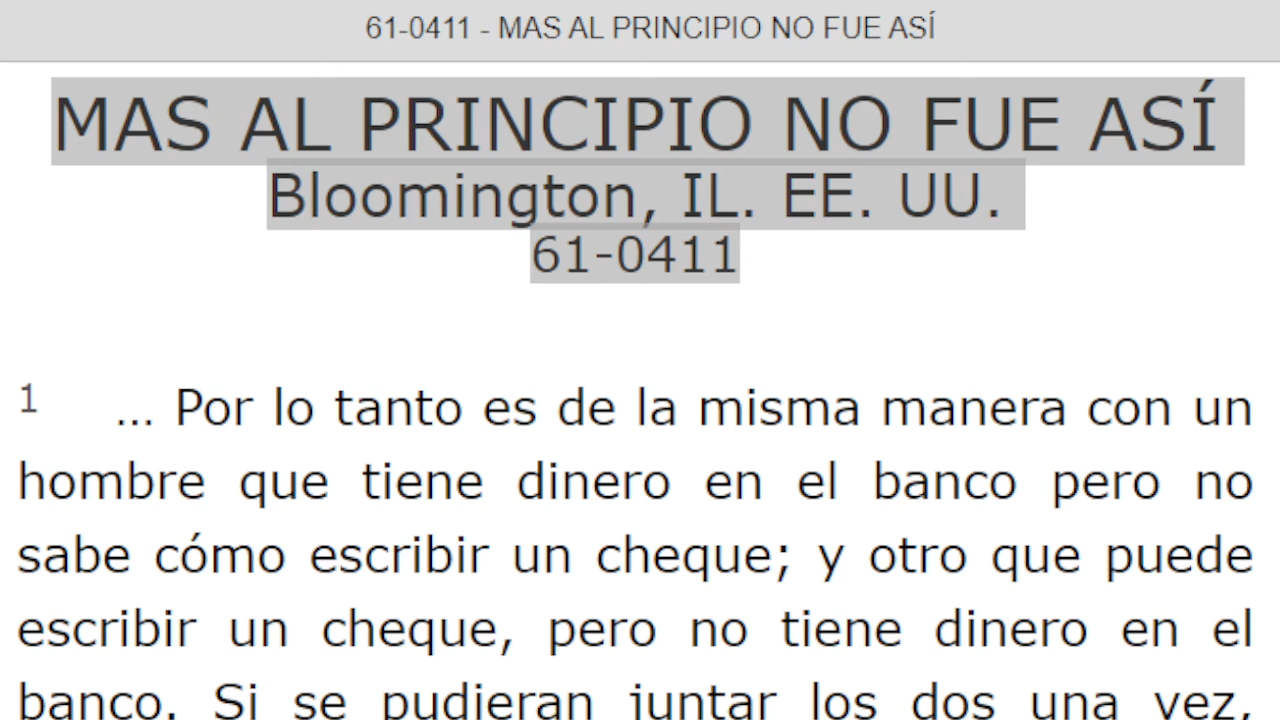 61-0411 - MAS AL PRINCIPIO NO FUE ASÍ
MAS AL PRINCIPIO NO FUE ASÍ
Bloomington, IL. EE. UU.
61-0411
1 … Por lo tanto es de la misma manera con un
hombre que tiene dinero en el banco pero no
sabe cómo escribir un cheque; y otro que puede
escribir un cheque, pero no tiene dinero en el
banco. Si se pudieran juntar los dos una vez,